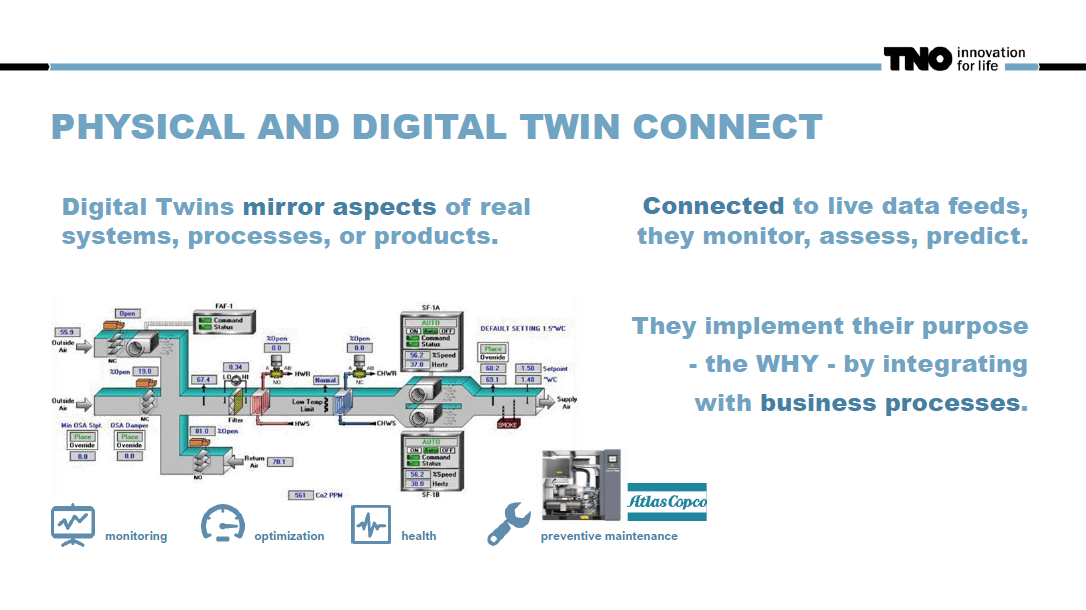 TNO innovation
for life
PHYSICAL AND DIGITAL TWIN CONNECT
Digital Twins mirror aspects of real
systems, processes, or products.
Connected to live data feeds,
they monitor, assess, predict.
They implement their purpose
- the WHY - by integrating
with business processes.
FAF-1
Command
Status
Open
55.9
Outside
Air
NC
%Open 19.0
Outside
Air
NC
Min OSA Stpt.
Place
Override
0.0
OSA Damper
Place
Override
0.0
67.4
0.34
LO HI
Filter
81.0 %Open
NO
Return
Air
70.1
%Open
0.0
A AB
NO
HWR
HWS
Normal
Low Temp
Limit
%Open
0.0
A AB
NC
CHWR
CHWS
561 Co2 PPM
SF-1A
AUTO
ON Auto OFF
Command
Status
56.2 %Speed
37.0 Hertz
AUTO
ON Auto OFF
Command
Status
56.2 %Speed
38.0 Hertz
SF-1B
DEFAULT SETTING 1.5"WC
Place
Override
68.2 1.50 Setpoint
69.1 1.48 "WC
SMOKE
Supply
Air
Atlas Copco
monitoring
optimization
health
preventive maintenance